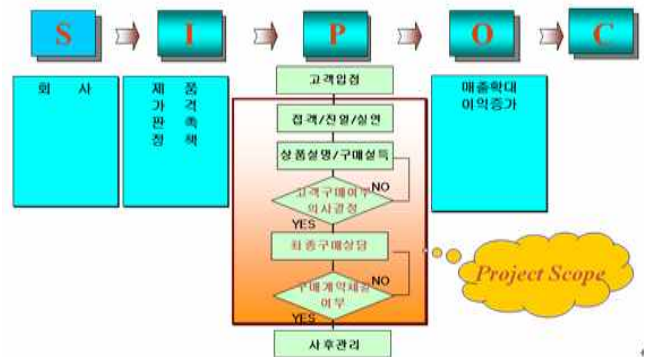 S I P O C
회 사
제 품
가 격
판 촉
정 책
고객입점
접객/진열/실연
상품설명/구매설득
NO
고객구매여부
의사결정
YES
최종구매상담
구매계약체결
여부
NO
YES
사후관리
매출확대
이익증가
Project Scope